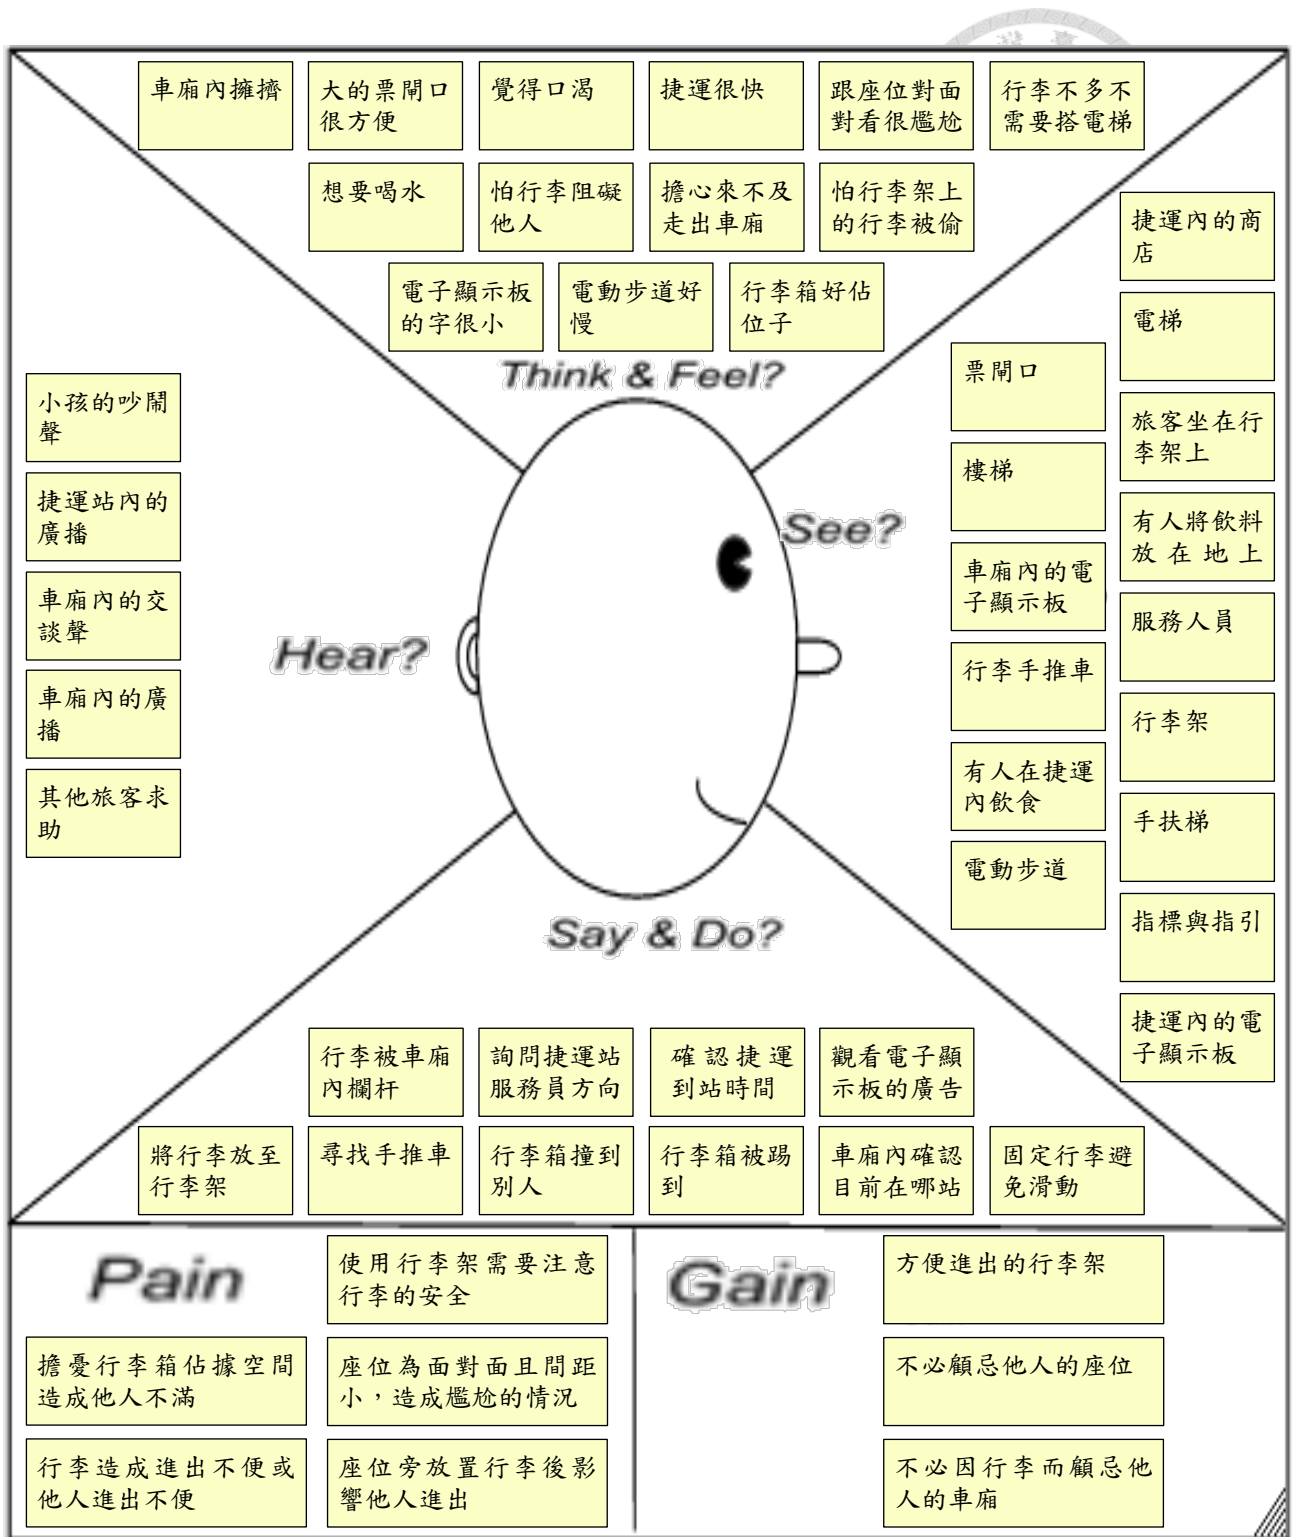 車廂內擁擠
大的票閘口
很方便
覺得口渴
捷運很快
跟座位對面
對看很尷尬
行李不多不
需要搭電梯
想要喝水
怕行李阻礙
他人
擔心來不及
走出車廂
怕行李架上
的行李被偷
電子顯示板
的字很小
電動步道好
慢
行李箱好佔
位子
Think & Feel?
小孩的吵鬧
聲
捷運站內的
廣播
車廂內的交
談聲
車廂內的廣
播
其他旅客求
助
Hear?
See?
票閘口
樓梯
車廂內的電
子顯示板
行李手推車
有人在捷運
內飲食
電動步道
捷運內的商
店
電梯
旅客坐在行
李架上
有人將飲料
放在地上
服務人員
行李架
手扶梯
指標與指引
捷運內的電
子顯示板
Say & Do?
行李被車廂
內欄杆
詢問捷運站
服務員方向
確認捷運
到站時間
觀看電子顯
示板的廣告
將行李放至
行李架
尋找手推車
行李箱撞到
別人
行李箱被踢
到
車廂內確認
目前在哪站
固定行李避
免滑動
Pain
使用行李架需要注意
行李的安全
擔憂行李箱佔據空間
造成他人不滿
座位為面對面且間距
小，造成尷尬的情況
行李造成進出不便或
他人進出不便
座位旁放置行李後影
響他人進出
Gain
方便進出的行李架
不必顧忌他人的座位
不必因行李而顧忌他
人的車廂